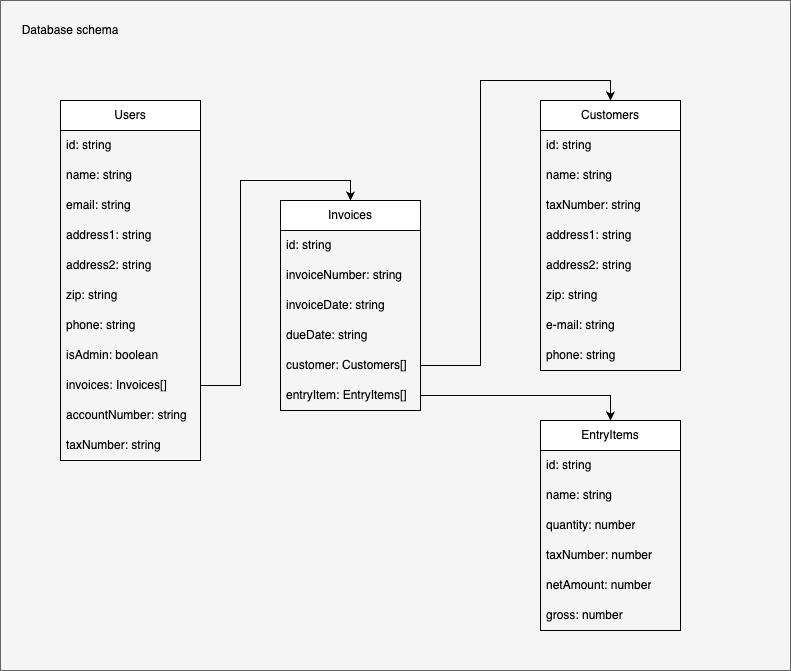 Database schema
Users
id: string
name: string
email: string
address1: string
address2: string
zip: string
phone: string
isAdmin: boolean
invoices: Invoices[]
accountNumber: string
taxNumber: string
Invoices
id: string
invoiceNumber: string
invoiceDate: string
dueDate: string
customer: Customers[]
entryItem: EntryItems[]
Customers
id: string
name: string
taxNumber: string
address1: string
address2: string
zip: string
e-mail: string
phone: string
EntryItems
id: string
name: string
quantity: number
taxNumber: number
netAmount: number
gross: number